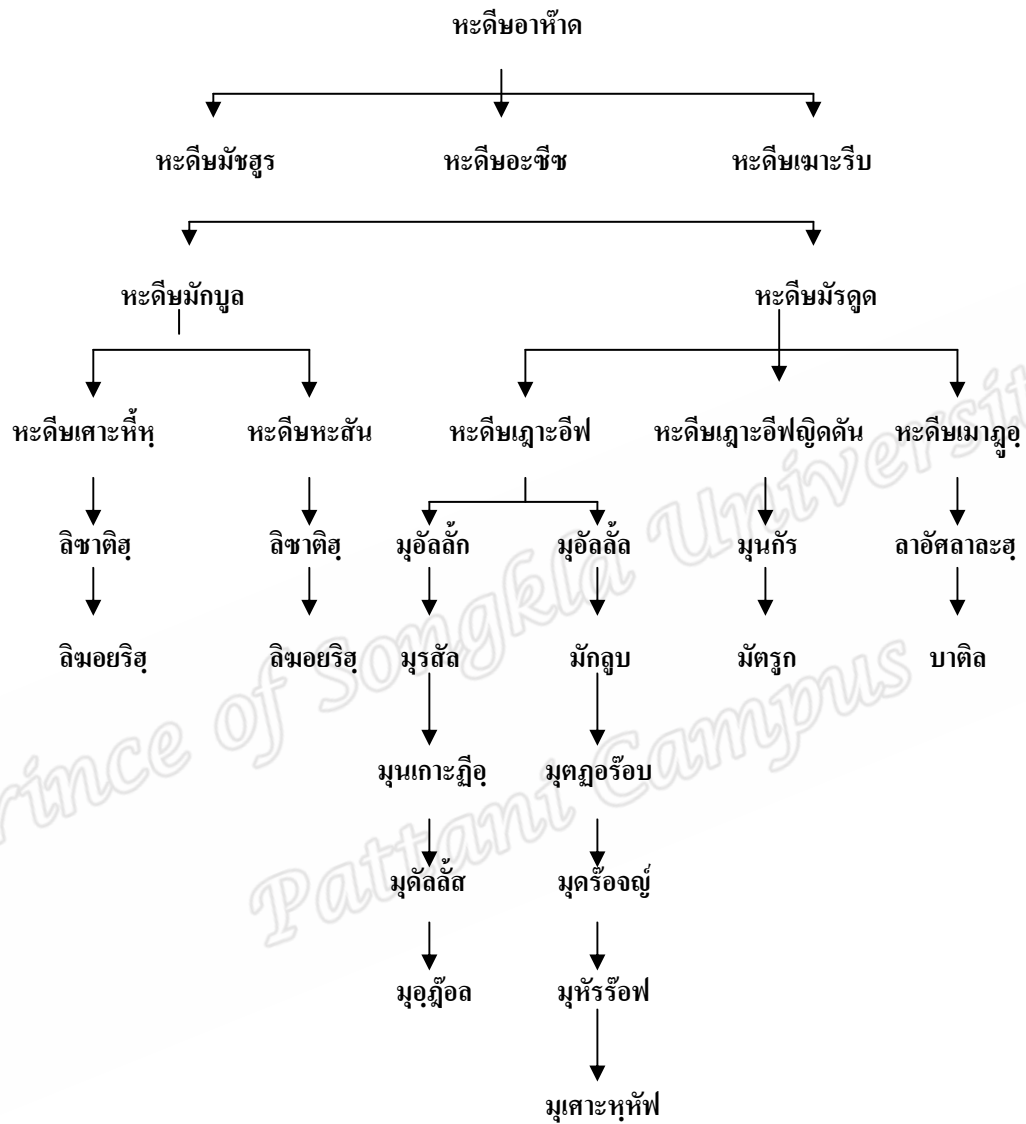 หะดีษอาห๊าด
หะดีษมัชฮูร หะดีษอะซีซ หะดีษเฆาะรีบ
หะดีษมักบูล หะดีษมัรดูด
หะดีษเศาะหี้หฺ หะดีษหะสัน หะดีษเฎาะอีฟ หะดีษเฎาะอีฟญิดดัน หะดีษเมาฎูอฺ
ลิซาติฮฺ ลิซาติฮฺ มุอัลลั้ก มุอัลลั้ล มุนกัร ลาอัศลาละฮฺ
ลิฆอยริฮฺ ลิฆอยริฮฺ มุรสัล มักลูบ มัตรูก บาติล
มุนเกาะฏีอฺ มุตฏอร๊อบ
มุดัลลั้ส มุดร๊อจญ์
มุอฺฎ๊อล มุหัรร๊อฟ
มุเศาะหฺหัฟ
Prince of Songkla University
Pattani Campus